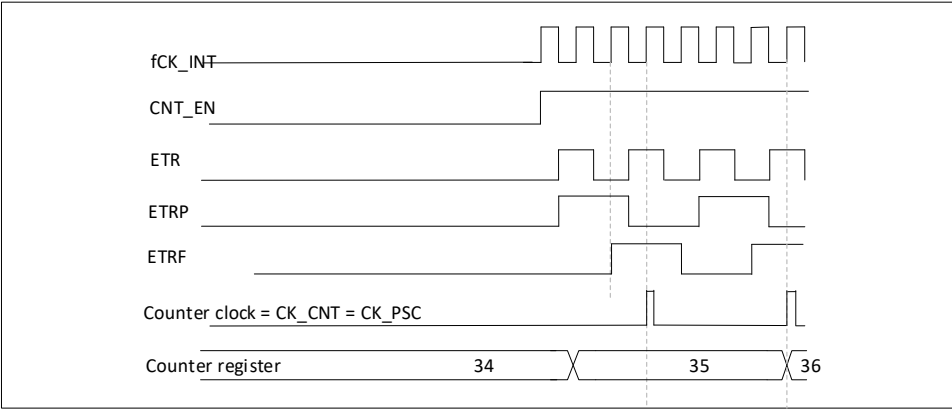 fCK_INT
CNT_EN
ETR
ETRP
ETRF
Counter clock = CK_CNT = CK_PSC
Counter register 34 35 36